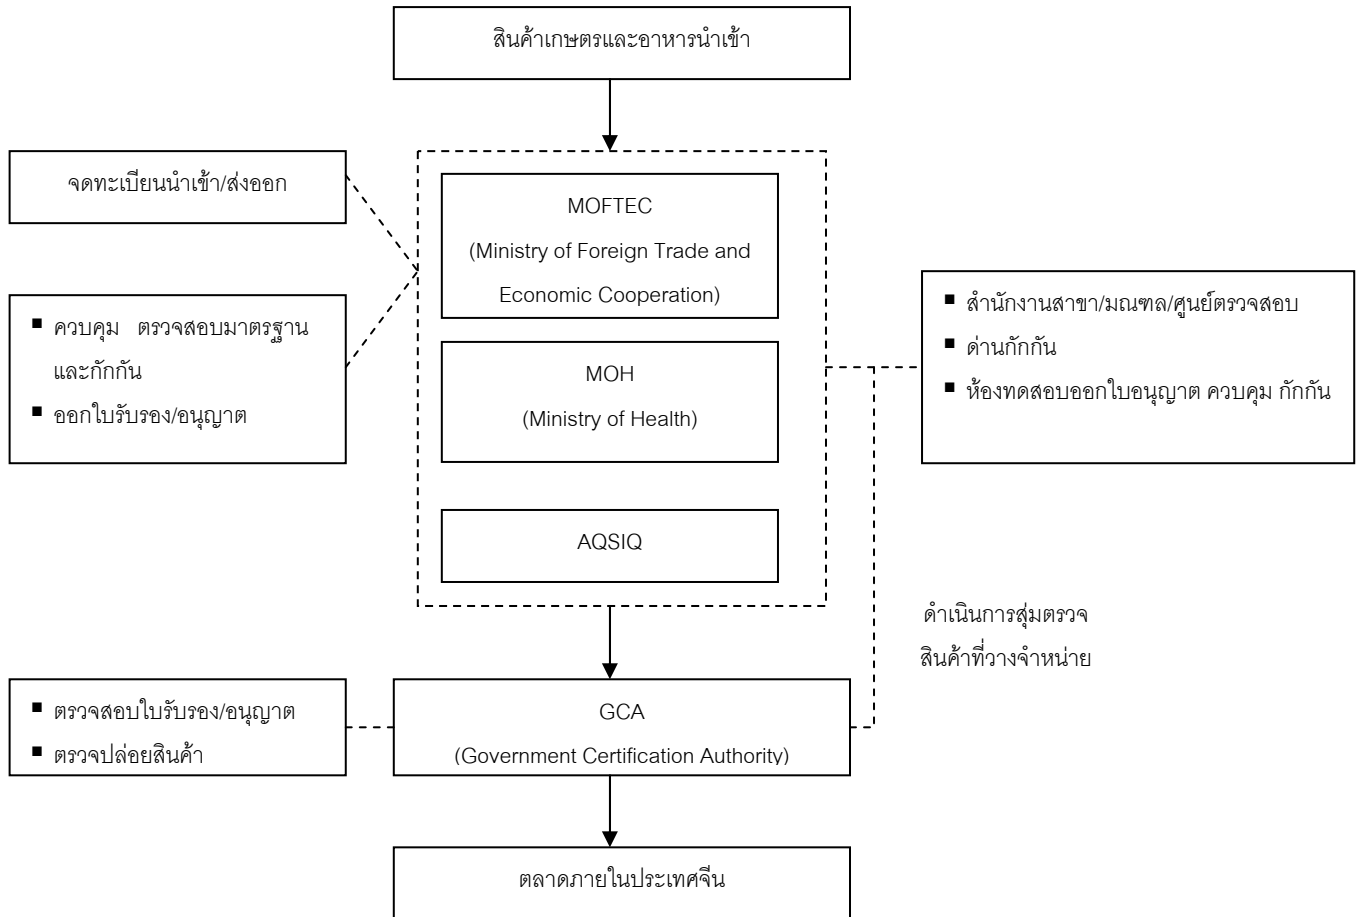 สินค้าเกษตรและอาหารนำเข้า
จดทะเบียนนำเข้า/ส่งออก
MOFTEC
(Ministry of Foreign Trade and
Economic Cooperation)
▪ ควบคุม ตรวจสอบมาตรฐาน
และกักกัน
▪ ออกใบรับรอง/อนุญาต
MOH
(Ministry of Health)
▪ สำนักงานสาขา/มณฑล/ศูนย์ตรวจสอบ
▪ ด่านกักกัน
▪ ห้องทดสอบออกใบอนุญาต ควบคุม กักกัน
AQSIQ
ดำเนินการสุ่มตรวจ
สินค้าที่วางจำหน่าย
▪ ตรวจสอบใบรับรอง/อนุญาต
▪ ตรวจปล่อยสินค้า
GCA
(Government Certification Authority)
ตลาดภายในประเทศจีน